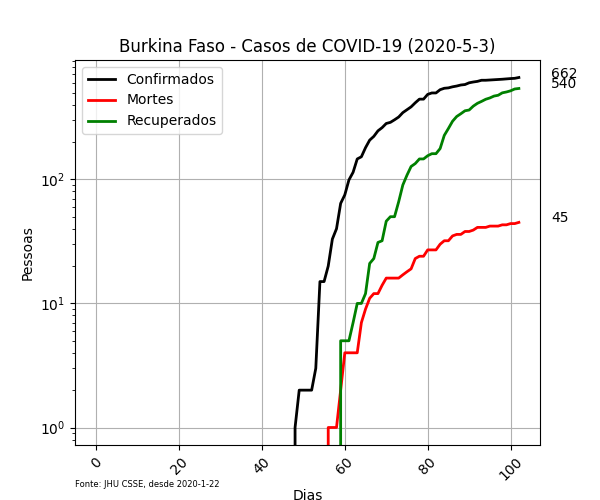 Burkina Faso - Casos de COVID-19 (2020-5-3)
Confirmados
Mortes
Recuperados
662
540
45
10²
10¹
10⁰
Pessoas
0 20 40 60 80 100
Fonte: JHU CSSE, desde 2020-1-22
Dias